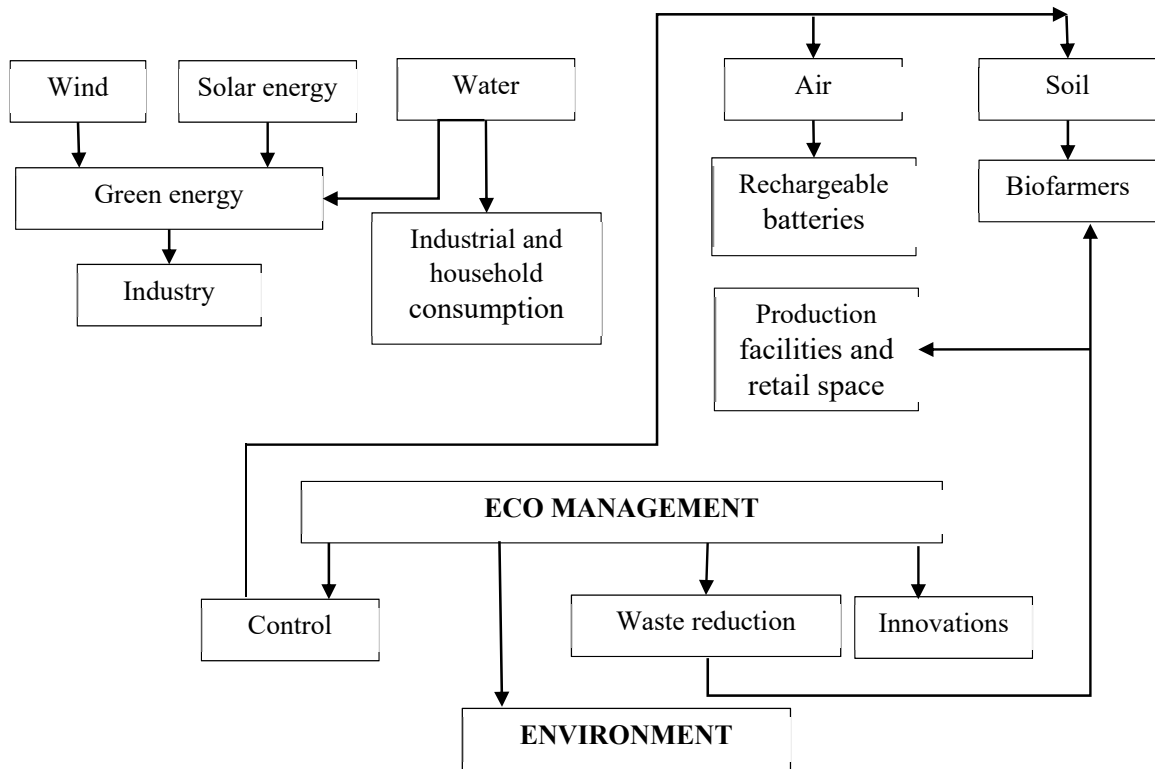 Wind
Solar energy
Water
Air
Soil
Green energy
Rechargeable
batteries
Biofarmers
Industrial and
household
consumption
Industry
Production
facilities and
retail space
ECO MANAGEMENT
Control
Waste reduction
Innovations
ENVIRONMENT